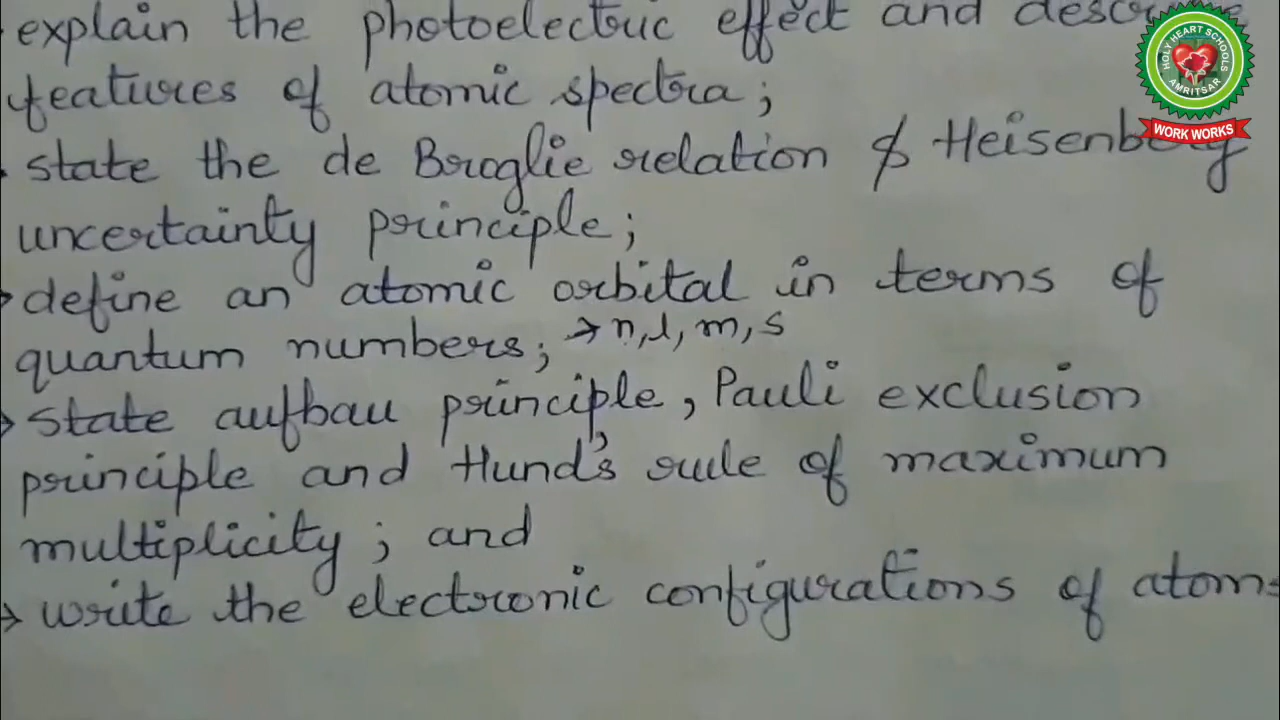 explain the photoelectric effect and describe
features of atomic spectra;
state the de Broglie relation & Heisenberg
uncertainty principle;
→ define an atomic orbital in terms of
quantum numbers; → n, l, m, s
→ state aufbau principle, Pauli exclusion
principle and Hund's rule of maximum
multiplicity; and
→ write the electronic configurations of atoms
HOLY HEART SCHOOLS
AMRITSAR
WORK WORKS